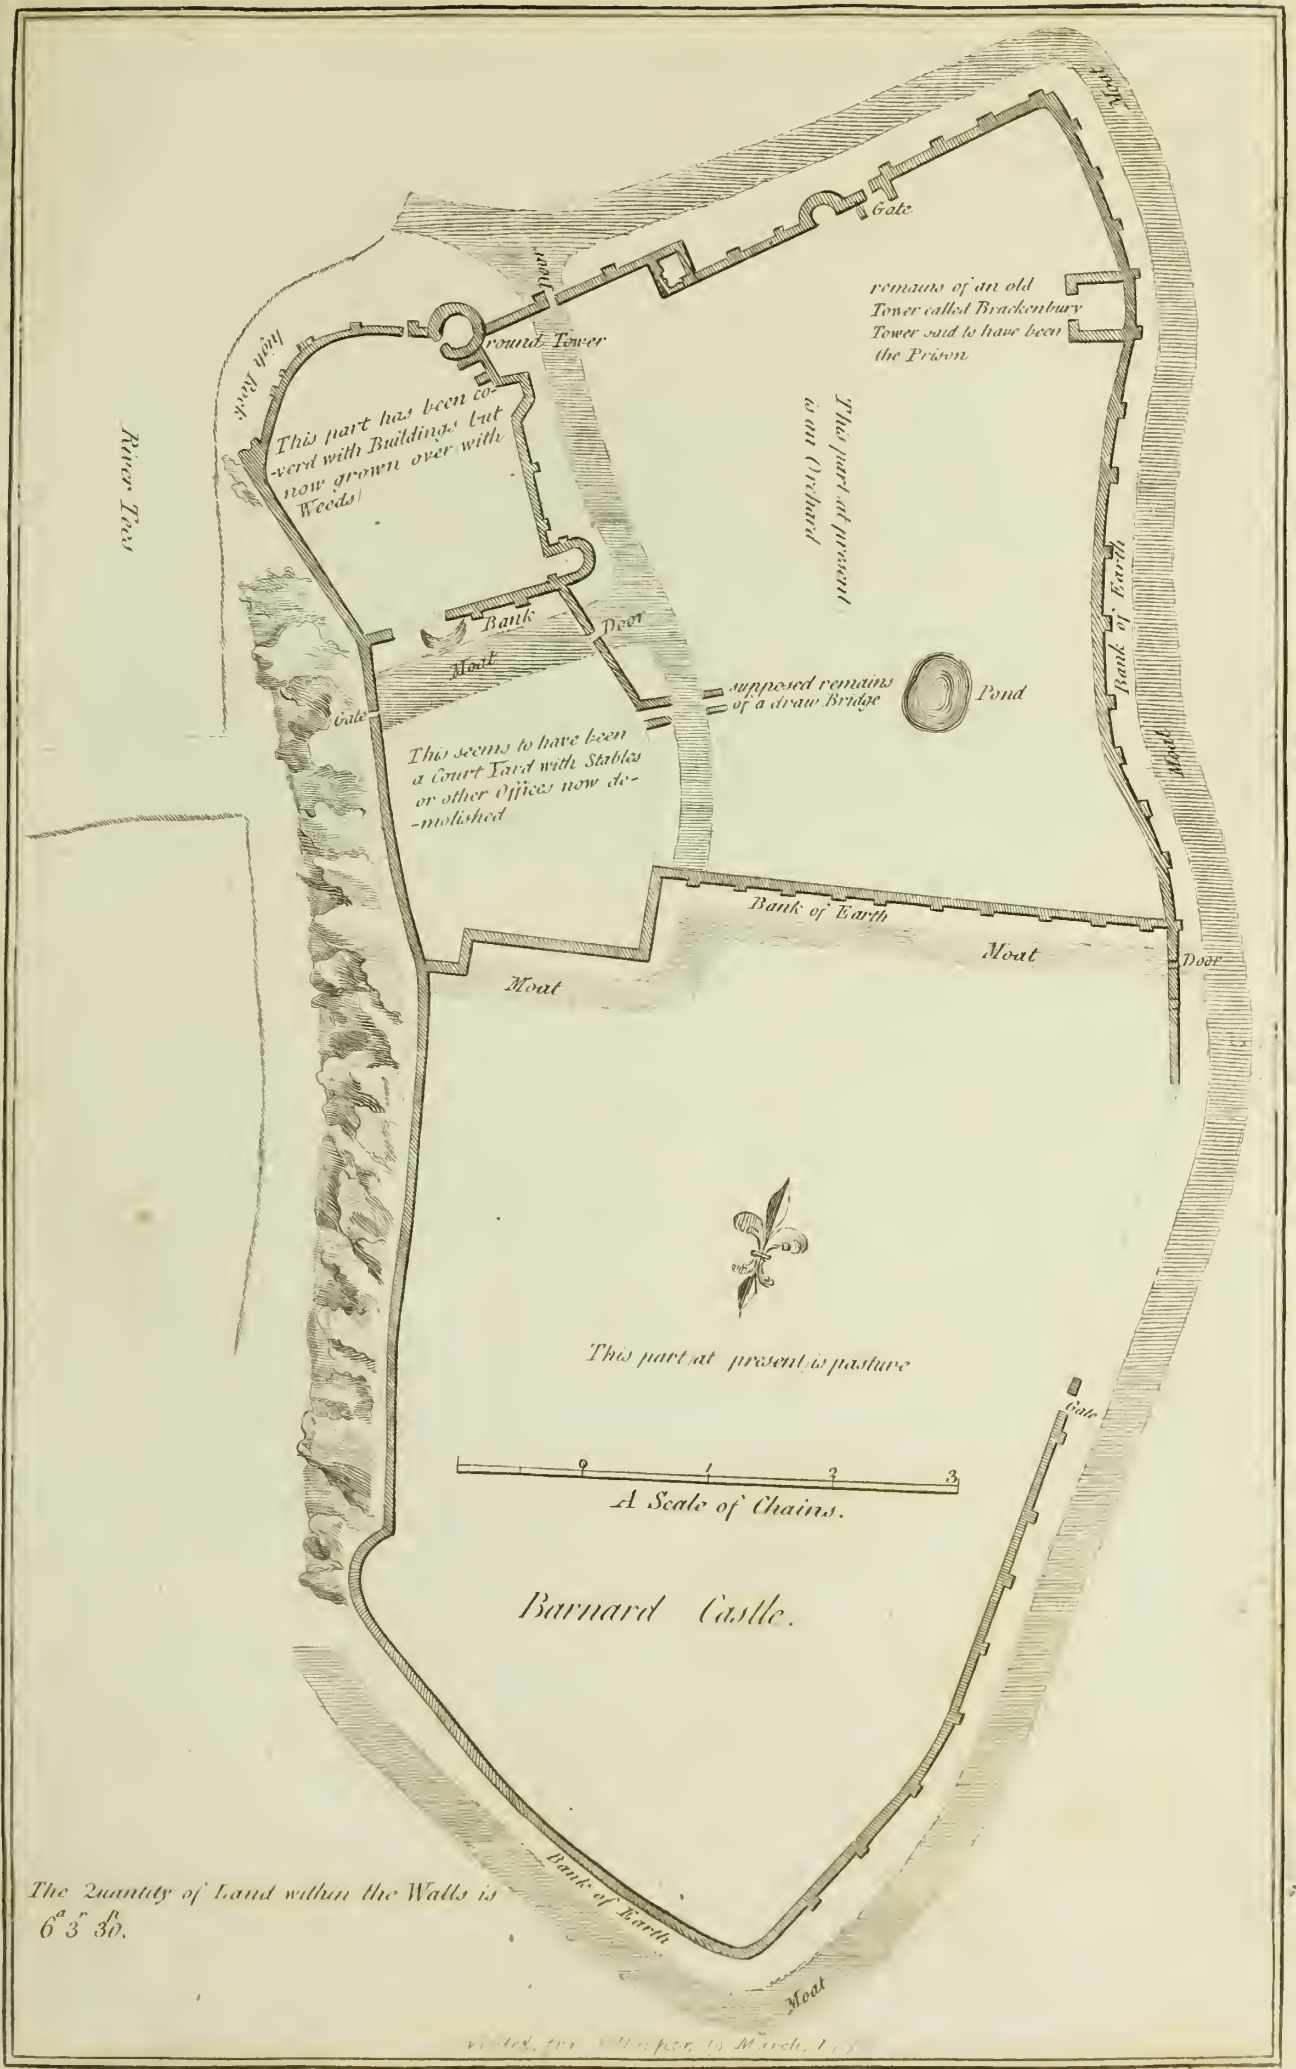 Moat
Gate
Moat
remains of an old
Tower called Brackenbury
Tower said to have been
the Prison
round Tower
high Rock
River Tees
This part has been co-
-verd with Buildings but
now grown over with
Weeds
This part at present
is an Orchard
Bank of Earth
Bank
Door
Moat
supposed remains
of a draw Bridge
Pond
Gate
This seems to have been
a Court Yard with Stables
or other Offices now de-
-molished
Moat
Bank of Earth
Moat
Moat
Door
This part at present is pasture
Gate
0 1 2 3
A Scale of Chains.
Barnard Castle.
Bank of Earth
The Quantity of Land within the Walls is
6a 3r 30p.
Moat
March